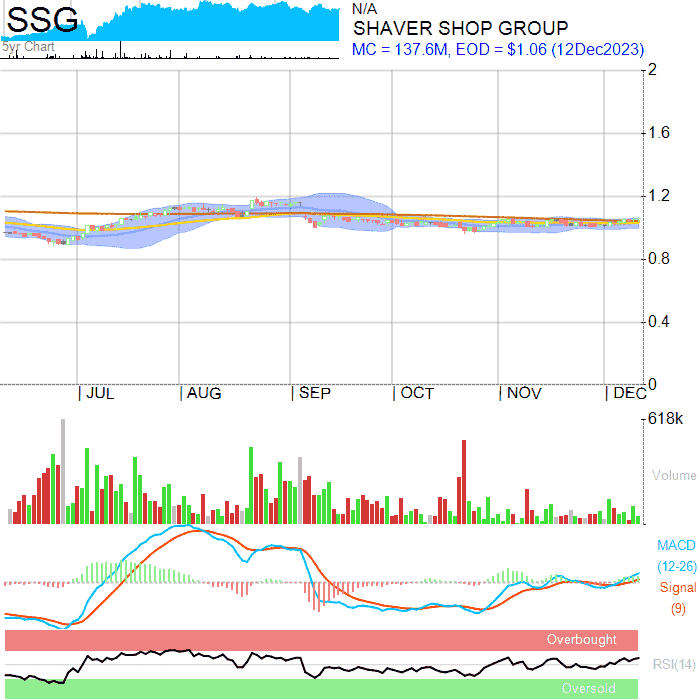 SSG
5yr Chart
N/A
SHAVER SHOP GROUP
MC = 137.6M, EOD = $1.06 (12Dec2023)
2
1.6
1.2
0.8
0.4
0
| JUL | AUG | SEP | OCT | NOV | DEC
618k
Volume
MACD
(12-26)
Signal
(9)
Overbought
RSI(14)
Oversold